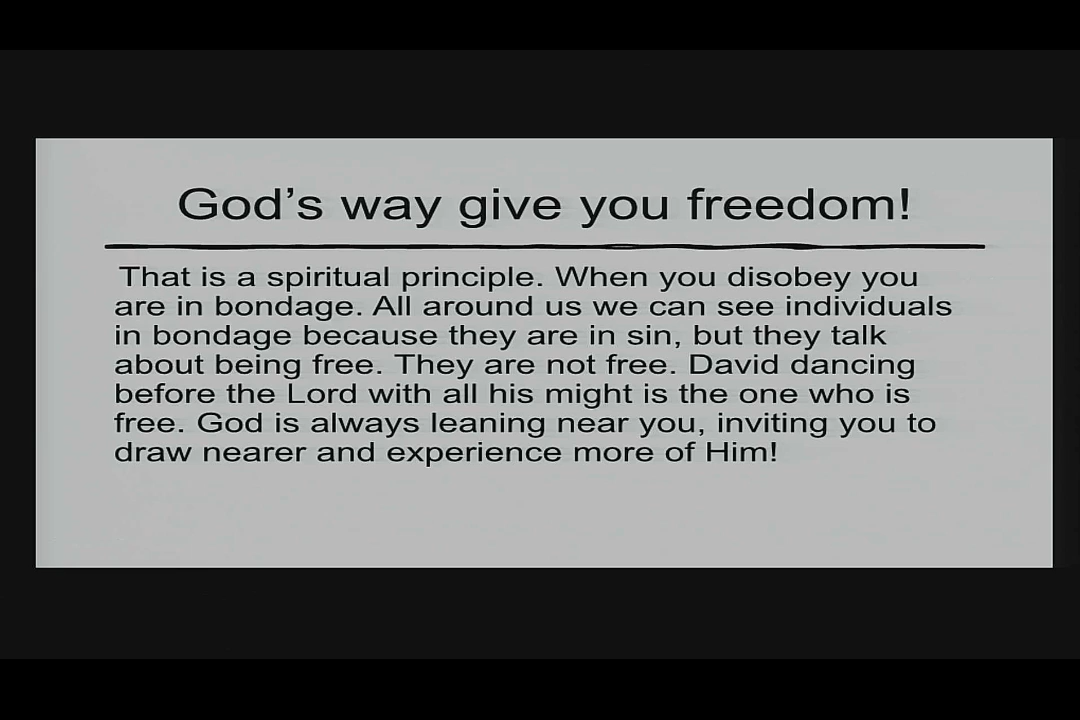 God’s way give you freedom!
That is a spiritual principle. When you disobey you
are in bondage. All around us we can see individuals
in bondage because they are in sin, but they talk
about being free. They are not free. David dancing
before the Lord with all his might is the one who is
free. God is always leaning near you, inviting you to
draw nearer and experience more of Him!